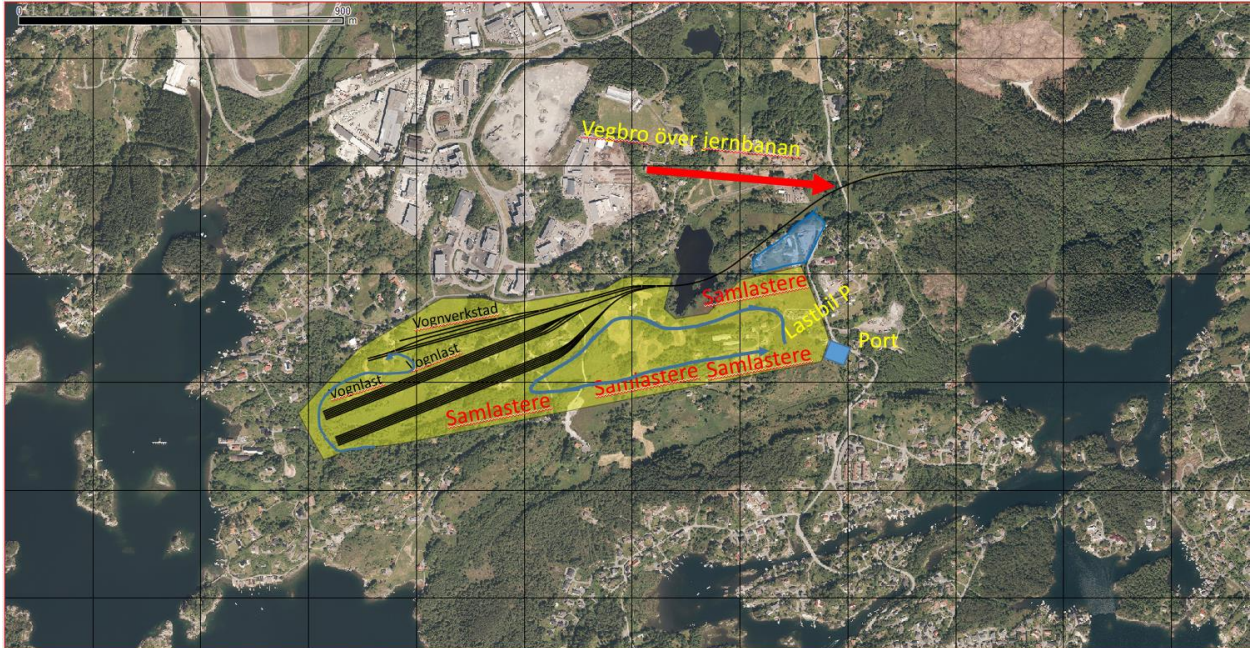 0 900
m
Vegbro över jernbanan
Samlastere
Vognverkstad
Lastbil P
Port
Vognlast
Vognlast
Samlastere Samlastere
Samlastere